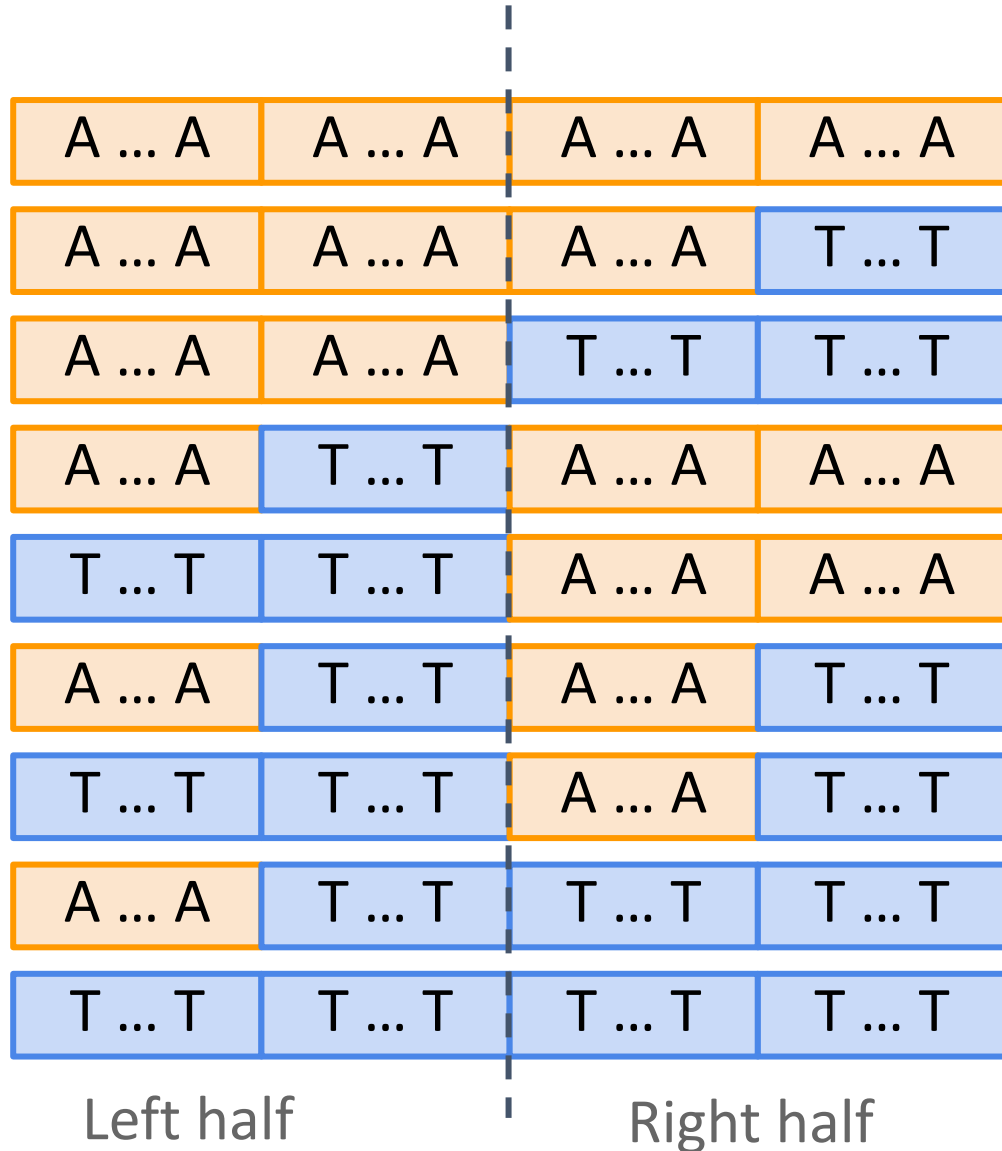 A ... A A ... A A ... A A ... A
A ... A A ... A A ... A T ... T
A ... A A ... A T ... T T ... T
A ... A T ... T A ... A A ... A
T ... T T ... T A ... A A ... A
A ... A T ... T A ... A T ... T
T ... T T ... T A ... A T ... T
A ... A T ... T T ... T T ... T
T ... T T ... T T ... T T ... T
Left half Right half